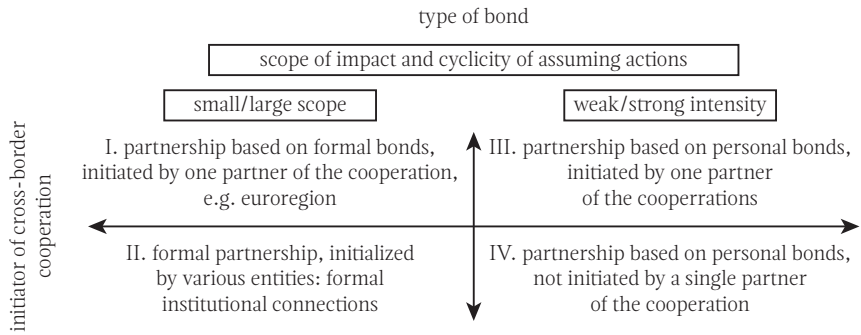 type of bond
scope of impact and cyclicity of assuming actions
small/large scope
weak/strong intensity
initiator of cross-border
cooperation
I. partnership based on formal bonds,
initiated by one partner of the cooperation,
e.g. euroregion
III. partnership based on personal bonds,
initiated by one partner
of the cooperrations
II. formal partnership, initialized
by various entities: formal
institutional connections
IV. partnership based on personal bonds,
not initiated by a single partner
of the cooperation